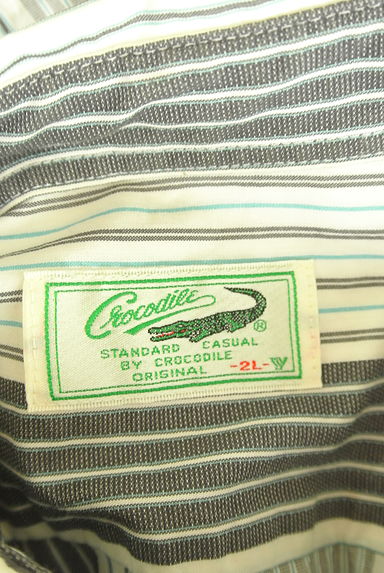 Crocodile
®
STANDARD CASUAL
BY CROCODILE
ORIGINAL -2L-